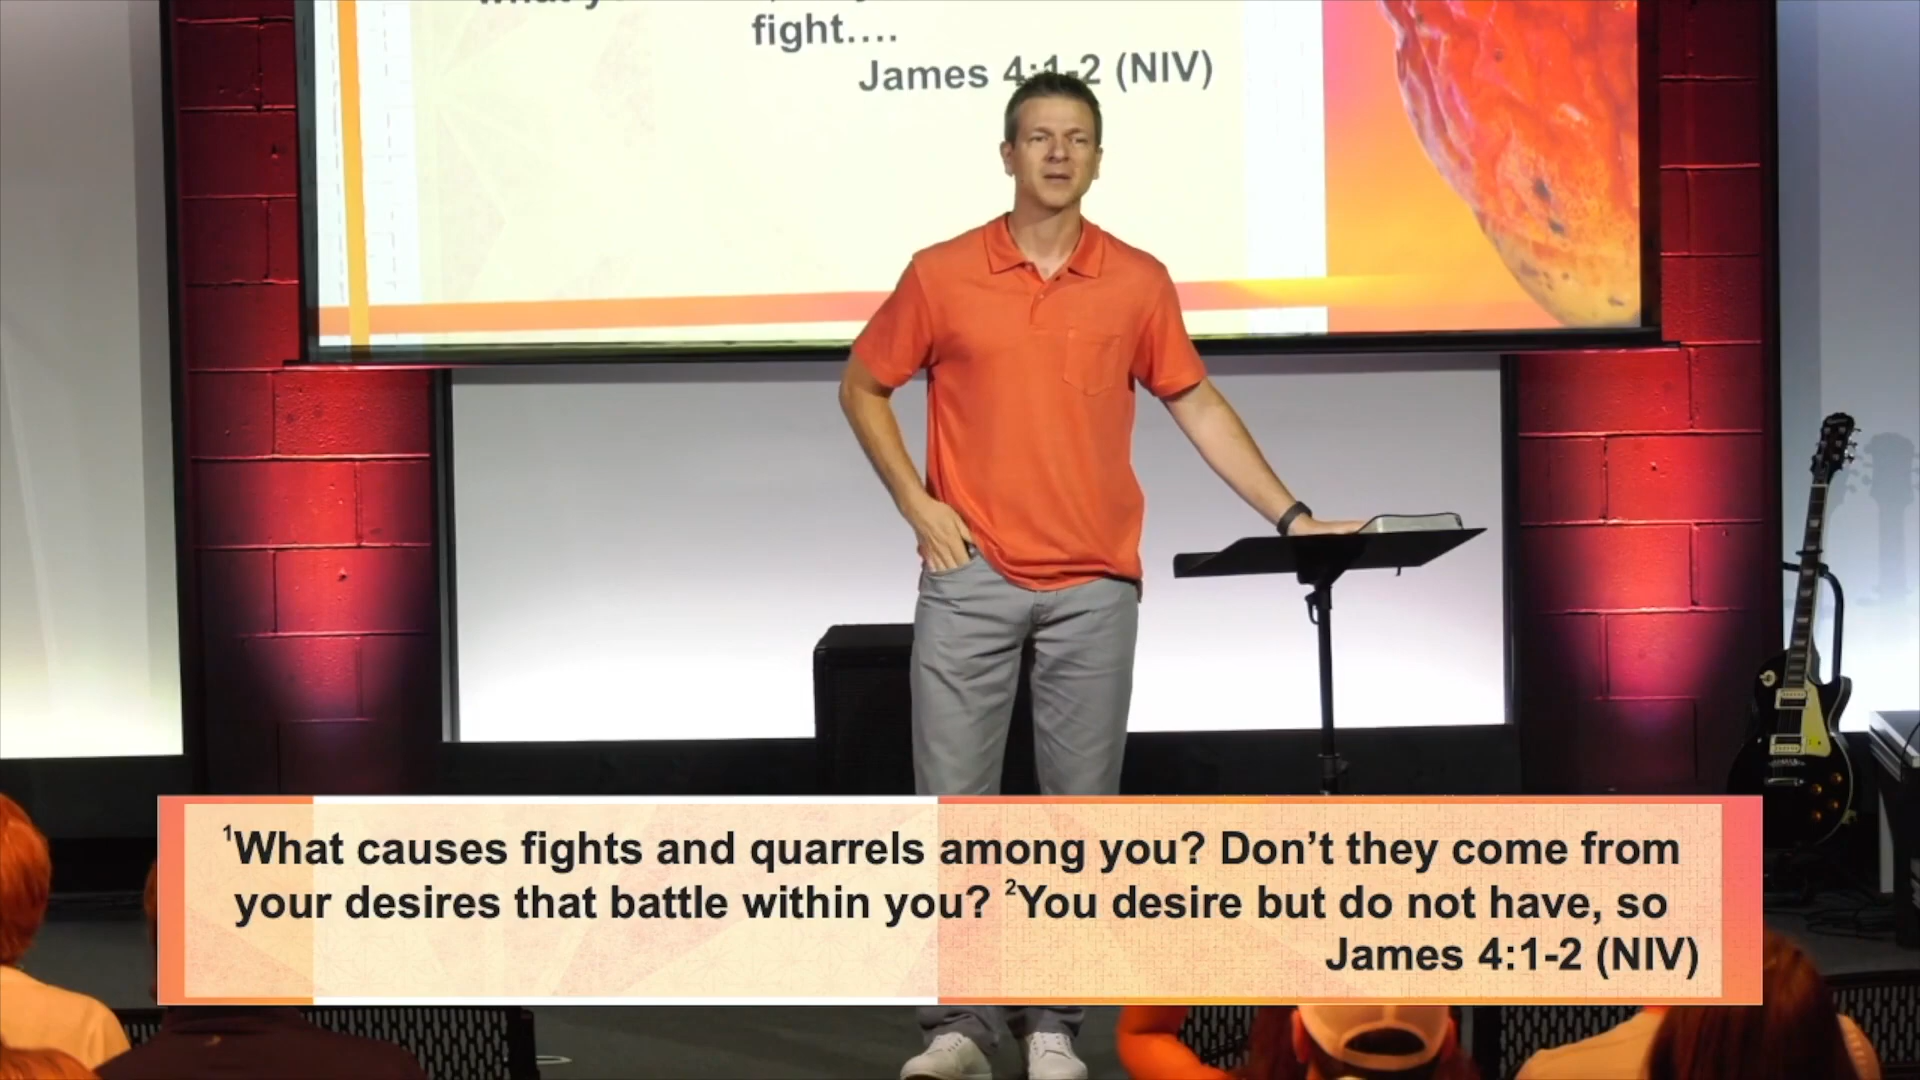 fight....
James 4:1-2 (NIV)
1What causes fights and quarrels among you? Don't they come from
your desires that battle within you? 2You desire but do not have, so
James 4:1-2 (NIV)